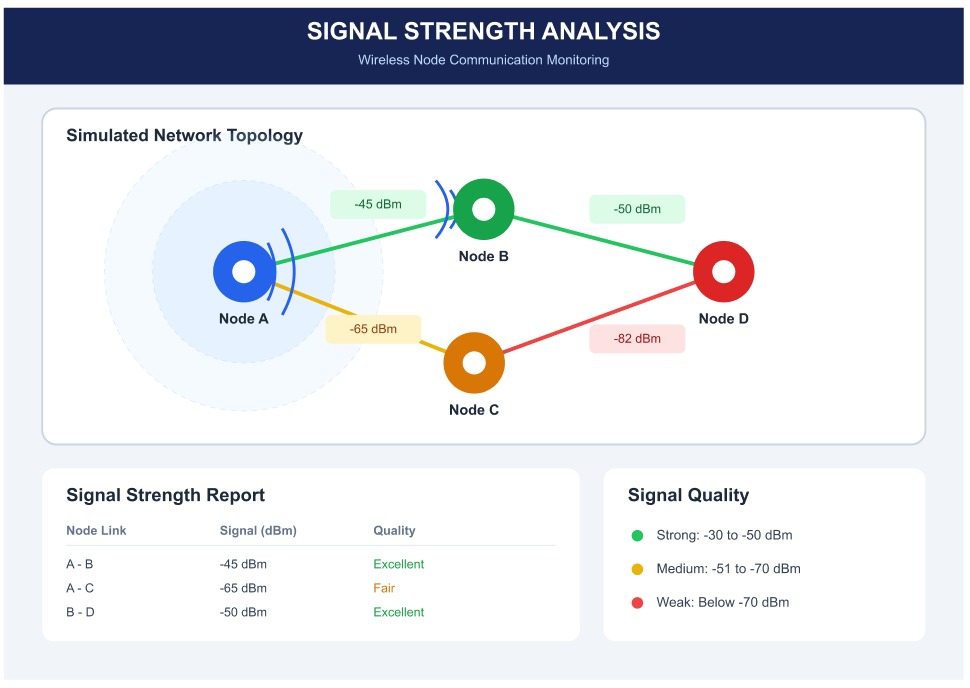 SIGNAL STRENGTH ANALYSIS
Wireless Node Communication Monitoring
Simulated Network Topology
-45 dBm
-50 dBm
Node B
Node A
Node D
-65 dBm
-82 dBm
Node C
Signal Strength Report
Node Link Signal (dBm) Quality
A - B -45 dBm Excellent
A - C -65 dBm Fair
B - D -50 dBm Excellent
Signal Quality
Strong: -30 to -50 dBm
Medium: -51 to -70 dBm
Weak: Below -70 dBm